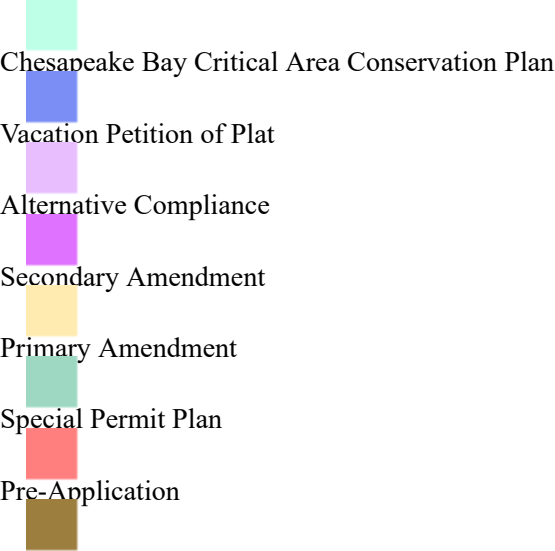 Chesapeake Bay Critical Area Conservation Plan
Vacation Petition of Plat
Alternative Compliance
Secondary Amendment
Primary Amendment
Special Permit Plan
Pre-Application